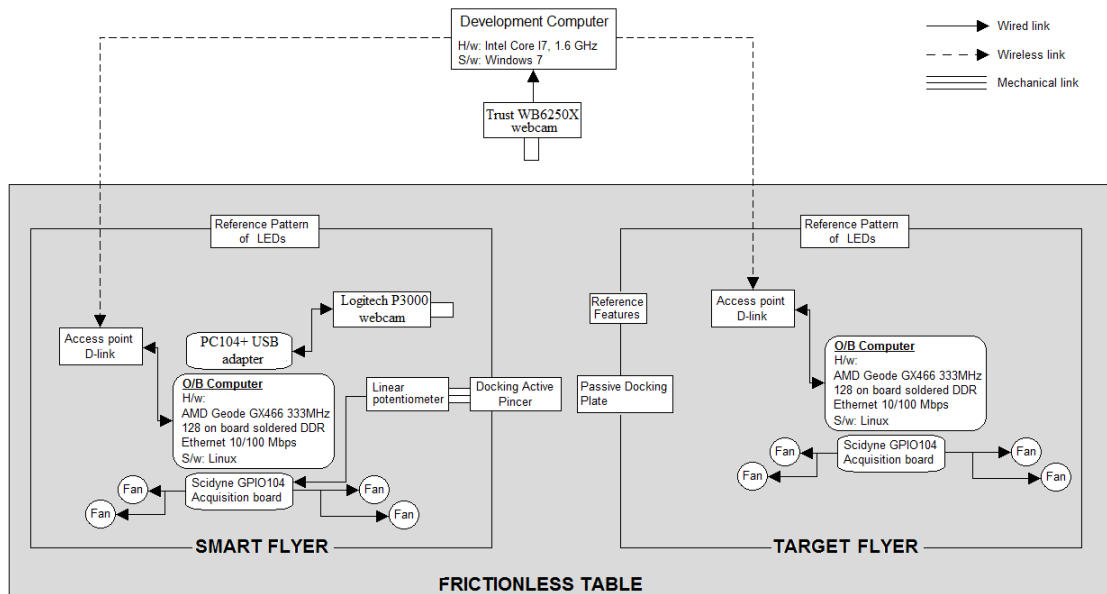 Development Computer
H/w: Intel Core I7, 1.6 GHz
S/w: Windows 7
Wired link
Wireless link
Mechanical link
Trust WB6250X
webcam
Reference Pattern
of LEDs
Logitech P3000
webcam
Access point
D-link
PC104+ USB
adapter
O/B Computer
H/w:
AMD Geode GX466 333MHz
128 on board soldered DDR
Ethernet 10/100 Mbps
S/w: Linux
Linear
potentiometer
Docking Active
Pincer
Scidyne GPIO104
Acquisition board
Fan
Fan
Fan
Fan
SMART FLYER
Reference Pattern
of LEDs
Reference
Features
Access point
D-link
O/B Computer
H/w:
AMD Geode GX466 333MHz
128 on board soldered DDR
Ethernet 10/100 Mbps
S/w: Linux
Passive Docking
Plate
Scidyne GPIO104
Acquisition board
Fan
Fan
Fan
Fan
TARGET FLYER
FRICTIONLESS TABLE